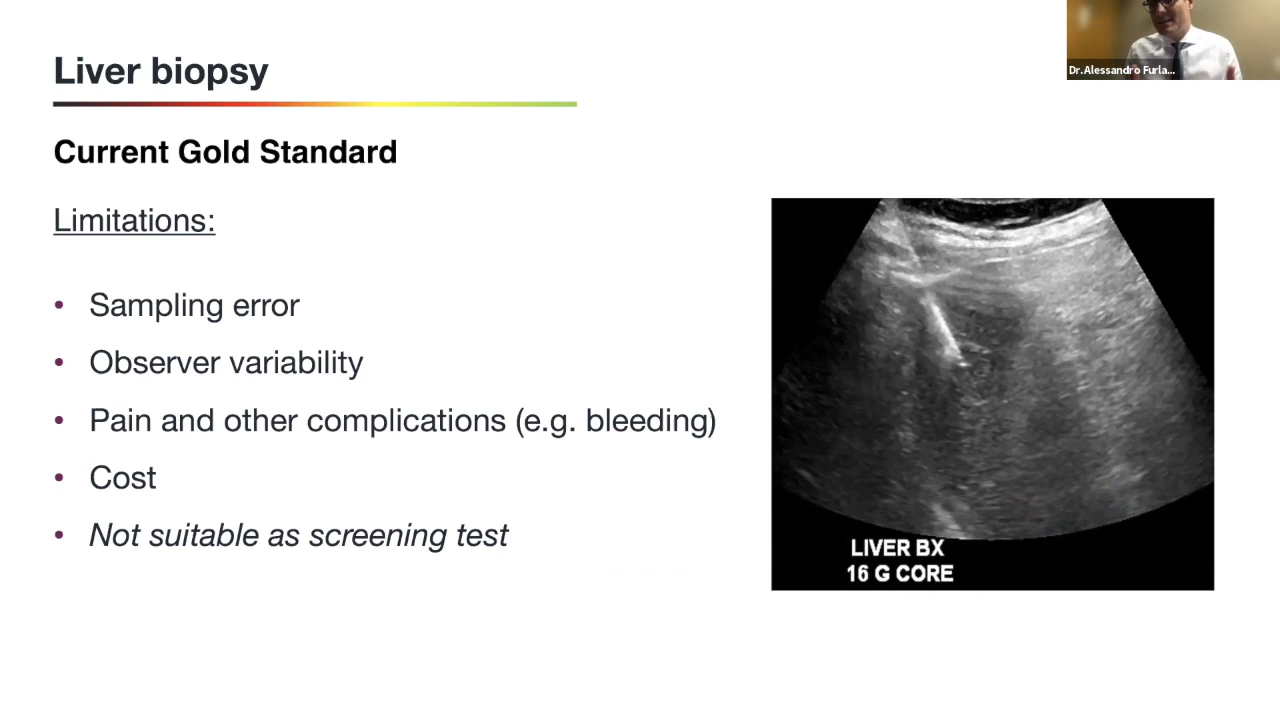 Liver biopsy
Dr.Alessandro Furla...
Current Gold Standard
Limitations:
• Sampling error
• Observer variability
• Pain and other complications (e.g. bleeding)
• Cost
• Not suitable as screening test
LIVER BX
16 G CORE